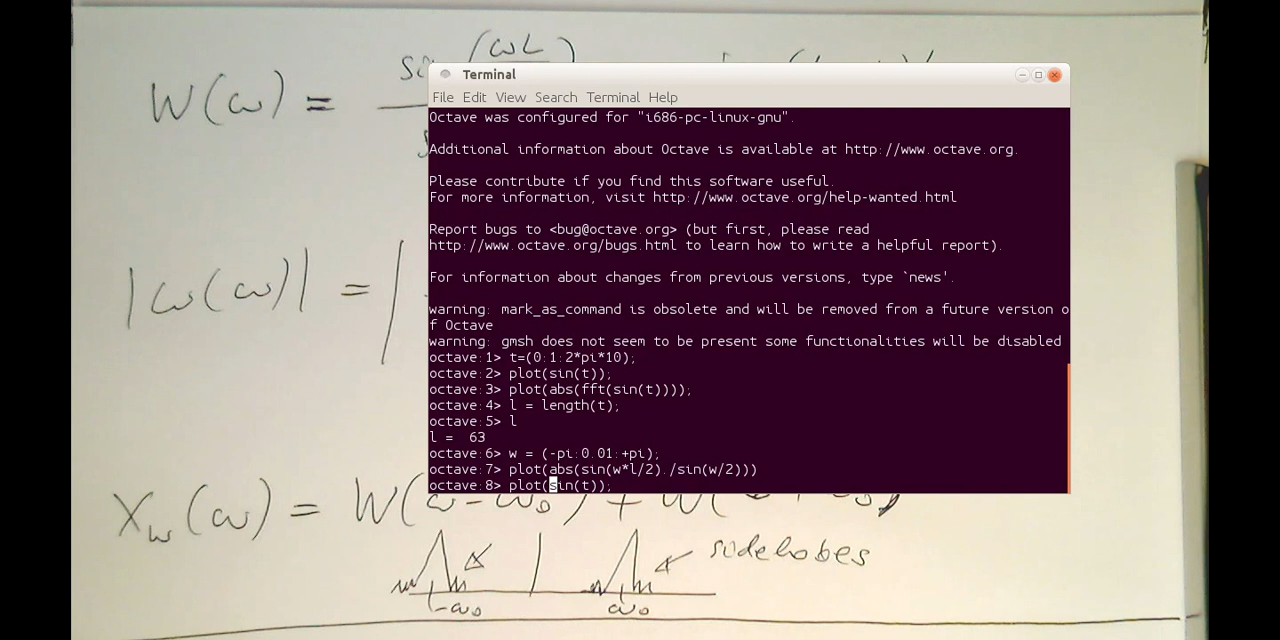 W(ω) =
Terminal
File Edit View Search Terminal Help
Octave was configured for "i686-pc-linux-gnu".
Additional information about Octave is available at http://www.octave.org.
Please contribute if you find this software useful.
For more information, visit http://www.octave.org/help-wanted.html
Report bugs to <bug@octave.org> (but first, please read
http://www.octave.org/bugs.html to learn how to write a helpful report).
For information about changes from previous versions, type `news'.
warning: mark_as_command is obsolete and will be removed from a future version o
f Octave
warning: gmsh does not seem to be present some functionalities will be disabled
octave:1> t=(0:1:2*pi*10);
octave:2> plot(sin(t));
octave:3> plot(abs(fft(sin(t))));
octave:4> l = length(t);
octave:5> l
l =  63
octave:6> w = (-pi:0.01:+pi);
octave:7> plot(abs(sin(w*l/2)./sin(w/2)))
octave:8> plot(sin(t));
|ω(ω)| = |
Xw(ω) = W(ω-ω₀) + W(
sidelobes
-ω₀ ω₀